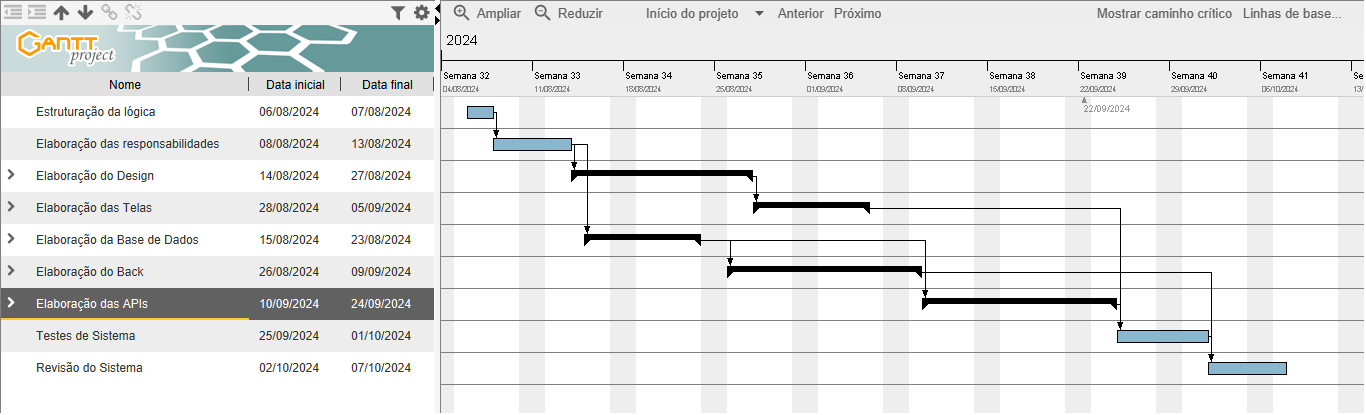 Ampliar Reduzir Início do projeto Anterior Próximo Mostrar caminho crítico Linhas de base...
GANTT project
2024
Nome Data inicial Data final
Semana 32 Semana 33 Semana 34 Semana 35 Semana 36 Semana 37 Semana 38 Semana 39 Semana 40 Semana 41 Se
04/08/2024 11/08/2024 18/08/2024 25/08/2024 01/09/2024 08/09/2024 15/09/2024 22/09/2024 29/09/2024 06/10/2024 13/
22/09/2024
Estruturação da lógica 06/08/2024 07/08/2024
Elaboração das responsabilidades 08/08/2024 13/08/2024
Elaboração do Design 14/08/2024 27/08/2024
Elaboração das Telas 28/08/2024 05/09/2024
Elaboração da Base de Dados 15/08/2024 23/08/2024
Elaboração do Back 26/08/2024 09/09/2024
Elaboração das APIs 10/09/2024 24/09/2024
Testes de Sistema 25/09/2024 01/10/2024
Revisão do Sistema 02/10/2024 07/10/2024